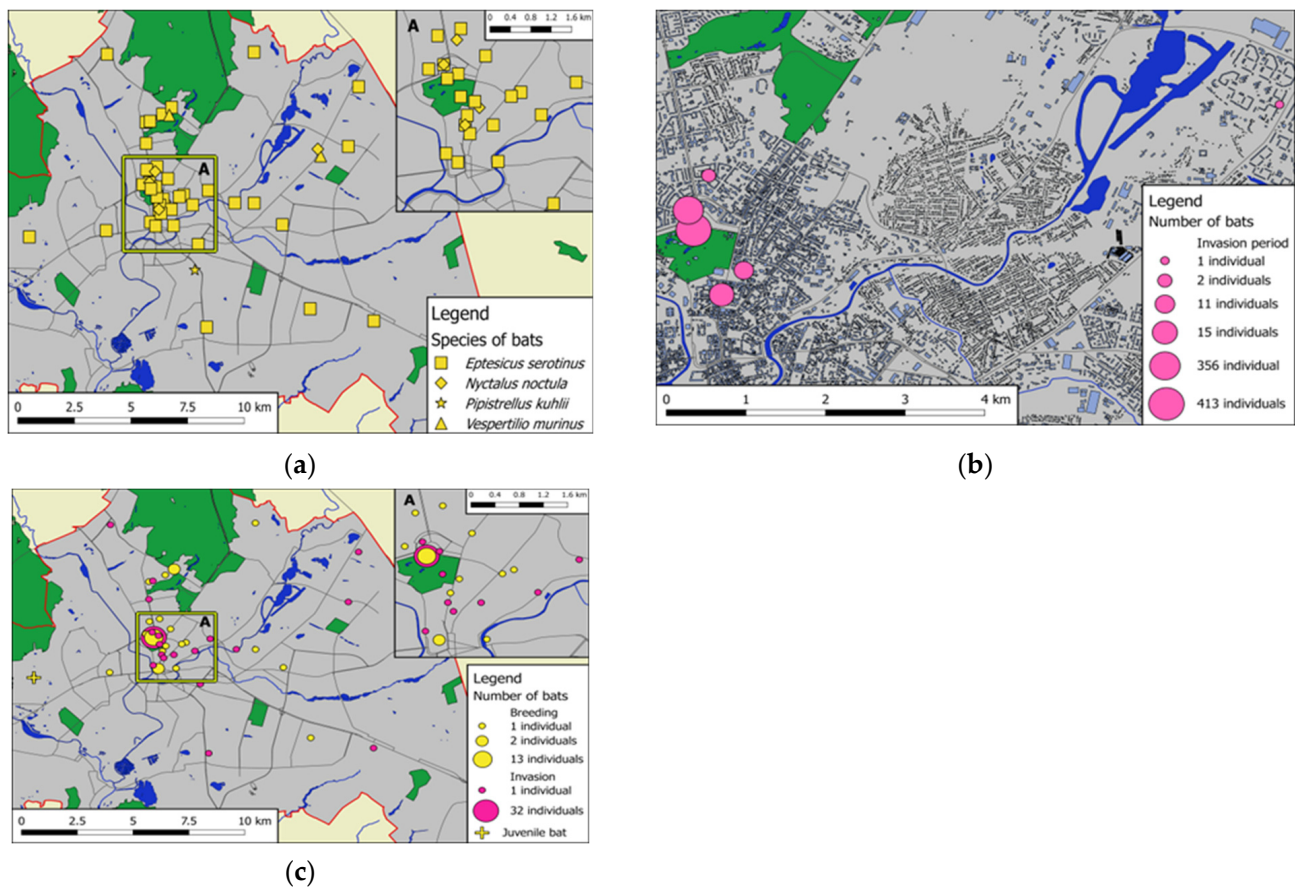 A
0 0.4 0.8 1.2 1.6 km
A
Legend
Species of bats
Eptesicus serotinus
Nyctalus noctula
Pipistrellus kuhlii
Vespertilio murinus
0 2.5 5 7.5 10 km
(a)
Legend
Number of bats
Invasion period
1 individual
2 individuals
11 individuals
15 individuals
356 individual
413 individuals
0 1 2 3 4 km
(b)
A
0 0.4 0.8 1.2 1.6 km
A
Legend
Number of bats
Breeding
1 individual
2 individuals
13 individuals
Invasion
1 individual
32 individuals
Juvenile bat
0 2.5 5 7.5 10 km
(c)